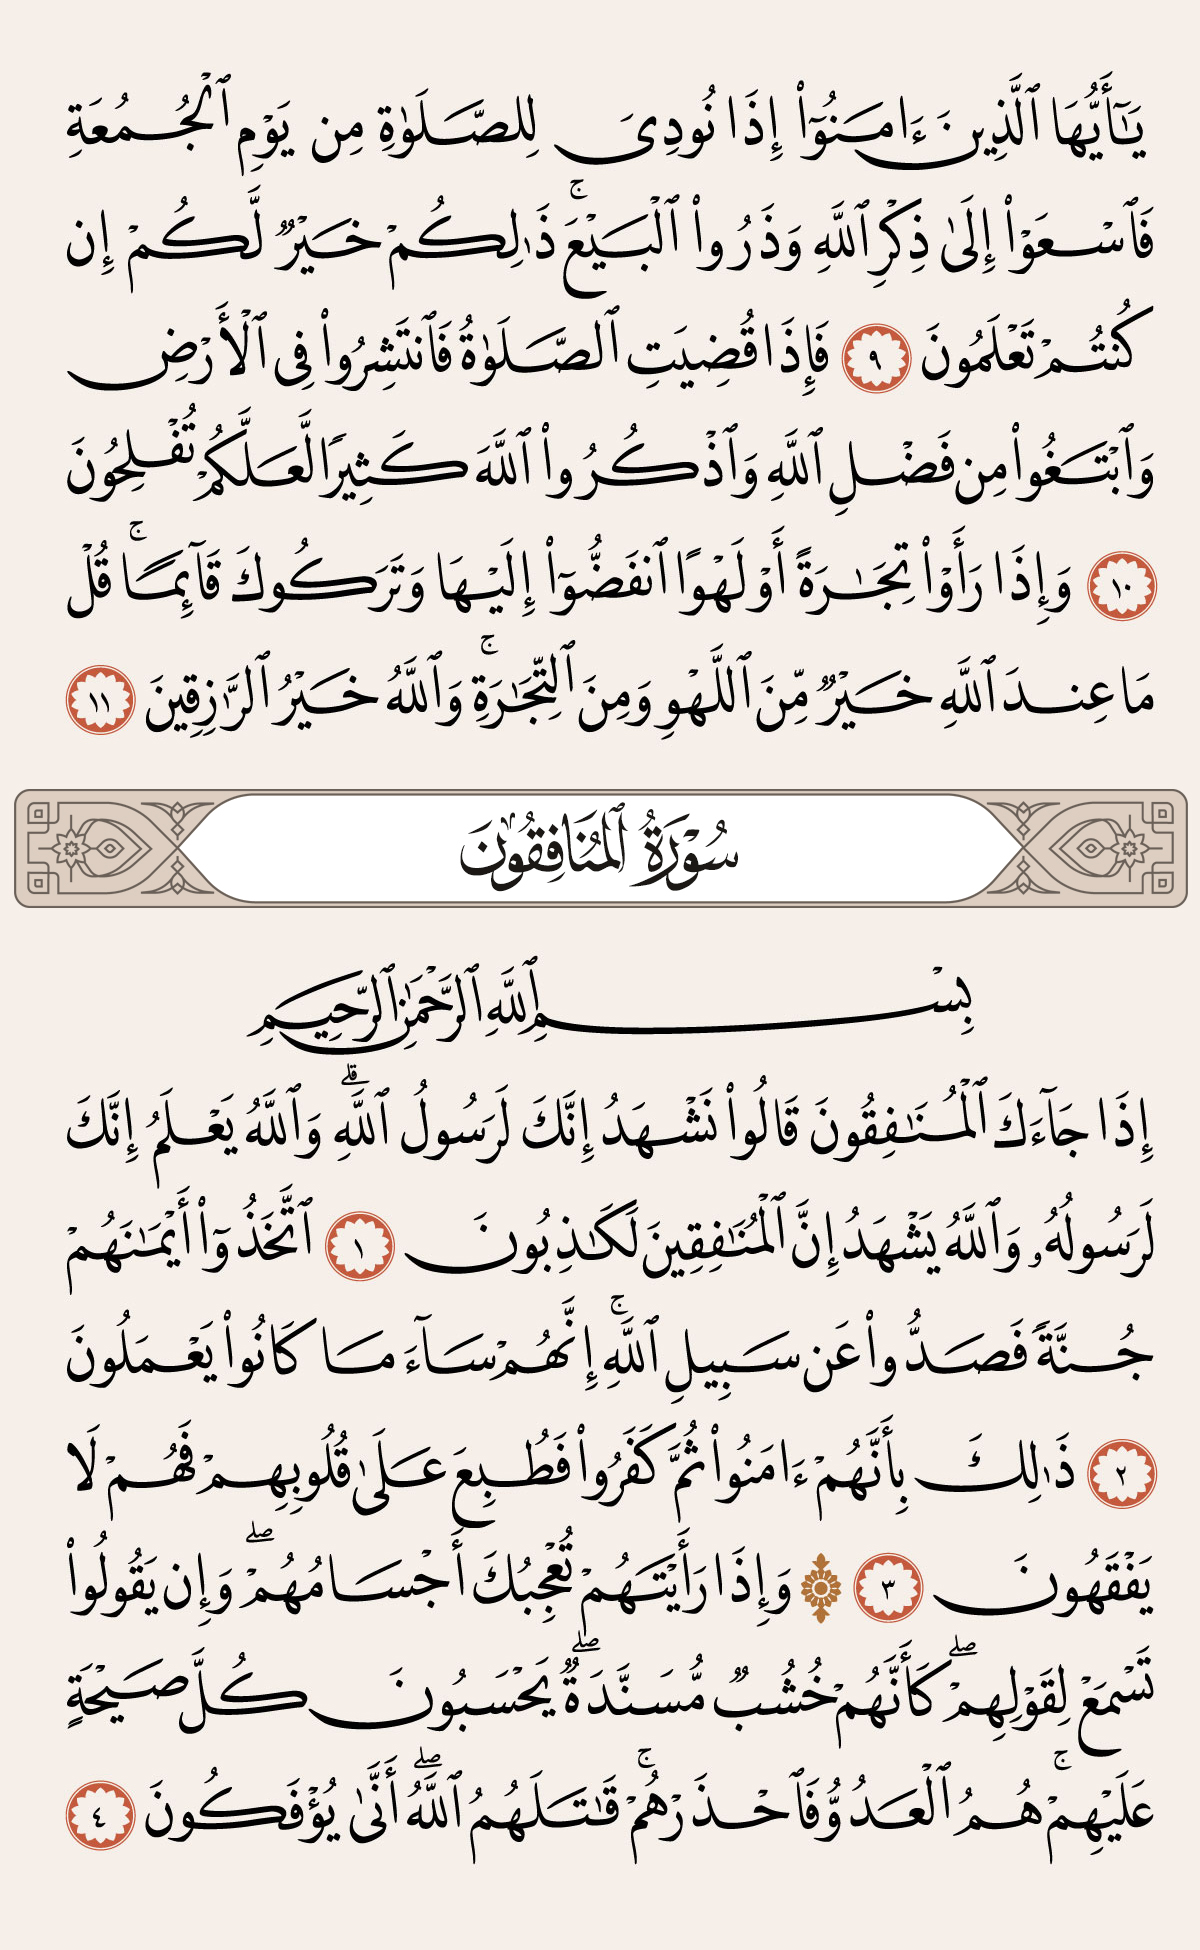 يَٰٓأَيُّهَا ٱلَّذِينَ ءَامَنُوٓا۟ إِذَا نُودِىَ لِلصَّلَوٰةِ مِن يَوْمِ ٱلْجُمُعَةِ
فَٱسْعَوْا۟ إِلَىٰ ذِكْرِ ٱللَّهِ وَذَرُوا۟ ٱلْبَيْعَ ۚ ذَٰلِكُمْ خَيْرٌ لَّكُمْ إِن
كُنتُمْ تَعْلَمُونَ ٩ فَإِذَا قُضِيَتِ ٱلصَّلَوٰةُ فَٱنتَشِرُوا۟ فِى ٱلْأَرْضِ
وَٱبْتَغُوا۟ مِن فَضْلِ ٱللَّهِ وَٱذْكُرُوا۟ ٱللَّهَ كَثِيرًا لَّعَلَّكُمْ تُفْلِحُونَ
١٠ وَإِذَا رَأَوْا۟ تِجَٰرَةً أَوْ لَهْوًا ٱنفَضُّوٓا۟ إِلَيْهَا وَتَرَكُوكَ قَآئِمًا ۚ قُلْ
مَا عِندَ ٱللَّهِ خَيْرٌ مِّنَ ٱللَّهْوِ وَمِنَ ٱلتِّجَٰرَةِ ۚ وَٱللَّهُ خَيْرُ ٱلرَّٰزِقِينَ ١١
سُورَةُ ٱلْمُنَافِقُونَ
بِسْمِ ٱللَّهِ ٱلرَّحْمَٰنِ ٱلرَّحِيمِ
إِذَا جَآءَكَ ٱلْمُنَٰفِقُونَ قَالُوا۟ نَشْهَدُ إِنَّكَ لَرَسُولُ ٱللَّهِ ۗ وَٱللَّهُ يَعْلَمُ إِنَّكَ
لَرَسُولُهُۥ وَٱللَّهُ يَشْهَدُ إِنَّ ٱلْمُنَٰفِقِينَ لَكَٰذِبُونَ ١ ٱتَّخَذُوٓا۟ أَيْمَٰنَهُمْ
جُنَّةً فَصَدُّوا۟ عَن سَبِيلِ ٱللَّهِ ۚ إِنَّهُمْ سَآءَ مَا كَانُوا۟ يَعْمَلُونَ
٢ ذَٰلِكَ بِأَنَّهُمْ ءَامَنُوا۟ ثُمَّ كَفَرُوا۟ فَطُبِعَ عَلَىٰ قُلُوبِهِمْ فَهُمْ لَا
يَفْقَهُونَ ٣ ۞ وَإِذَا رَأَيْتَهُمْ تُعْجِبُكَ أَجْسَامُهُمْ ۖ وَإِن يَقُولُوا۟
تَسْمَعْ لِقَوْلِهِمْ ۖ كَأَنَّهُمْ خُشُبٌ مُّسَنَّدَةٌ ۖ يَحْسَبُونَ كُلَّ صَيْحَةٍ
عَلَيْهِمْ ۚ هُمُ ٱلْعَدُوُّ فَٱحْذَرْهُمْ ۚ قَٰتَلَهُمُ ٱللَّهُ ۖ أَنَّىٰ يُؤْفَكُونَ ٤